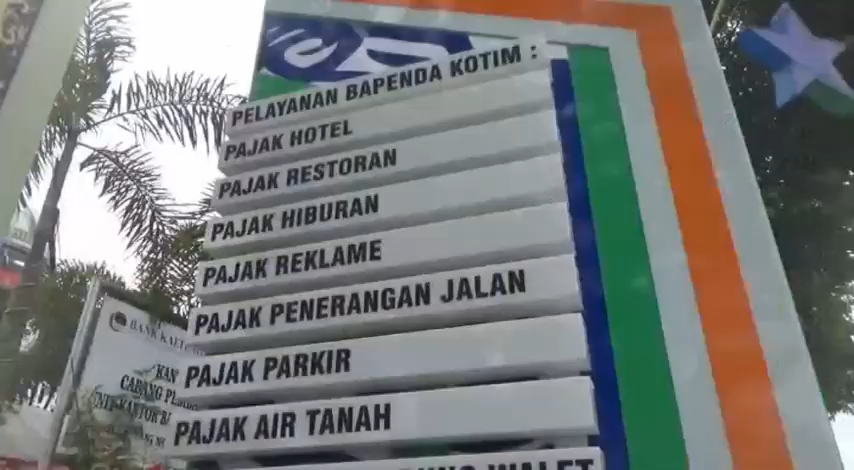 PELAYANAN BAPENDA KOTIM :
PAJAK HOTEL
PAJAK RESTORAN
PAJAK HIBURAN
PAJAK REKLAME
PAJAK PENERANGAN JALAN
PAJAK PARKIR
PAJAK AIR TANAH
WALET
BANK
CABANG